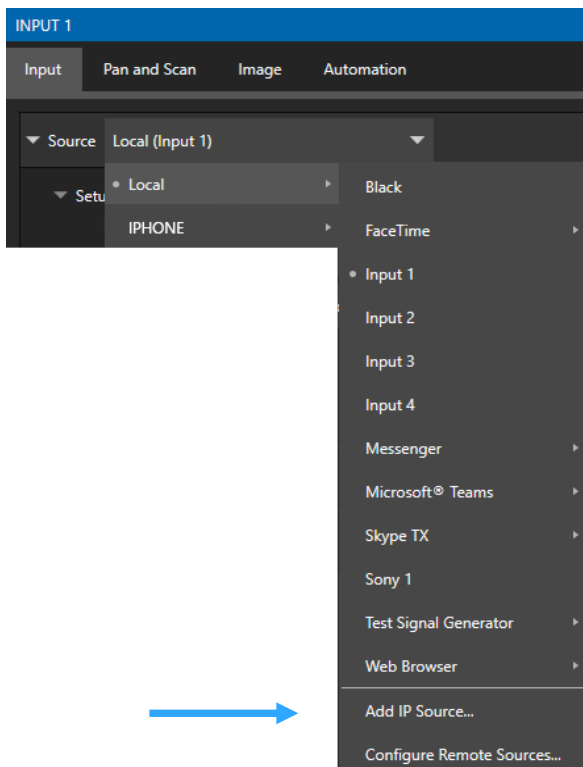 INPUT 1
Input Pan and Scan Image Automation
Source Local (Input 1)
Setu
Local
IPHONE
Black
FaceTime
Input 1
Input 2
Input 3
Input 4
Messenger
Microsoft® Teams
Skype TX
Sony 1
Test Signal Generator
Web Browser
Add IP Source...
Configure Remote Sources...